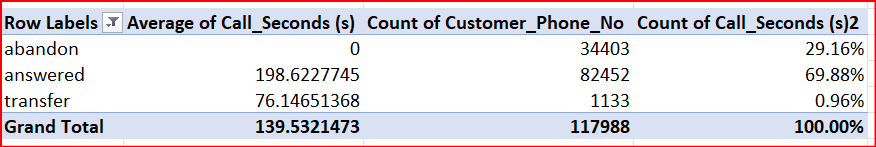 Row Labels Average of Call_Seconds (s) Count of Customer_Phone_No Count of Call_Seconds (s)2
abandon 0 34403 29.16%
answered 198.6227745 82452 69.88%
transfer 76.14651368 1133 0.96%
Grand Total 139.5321473 117988 100.00%